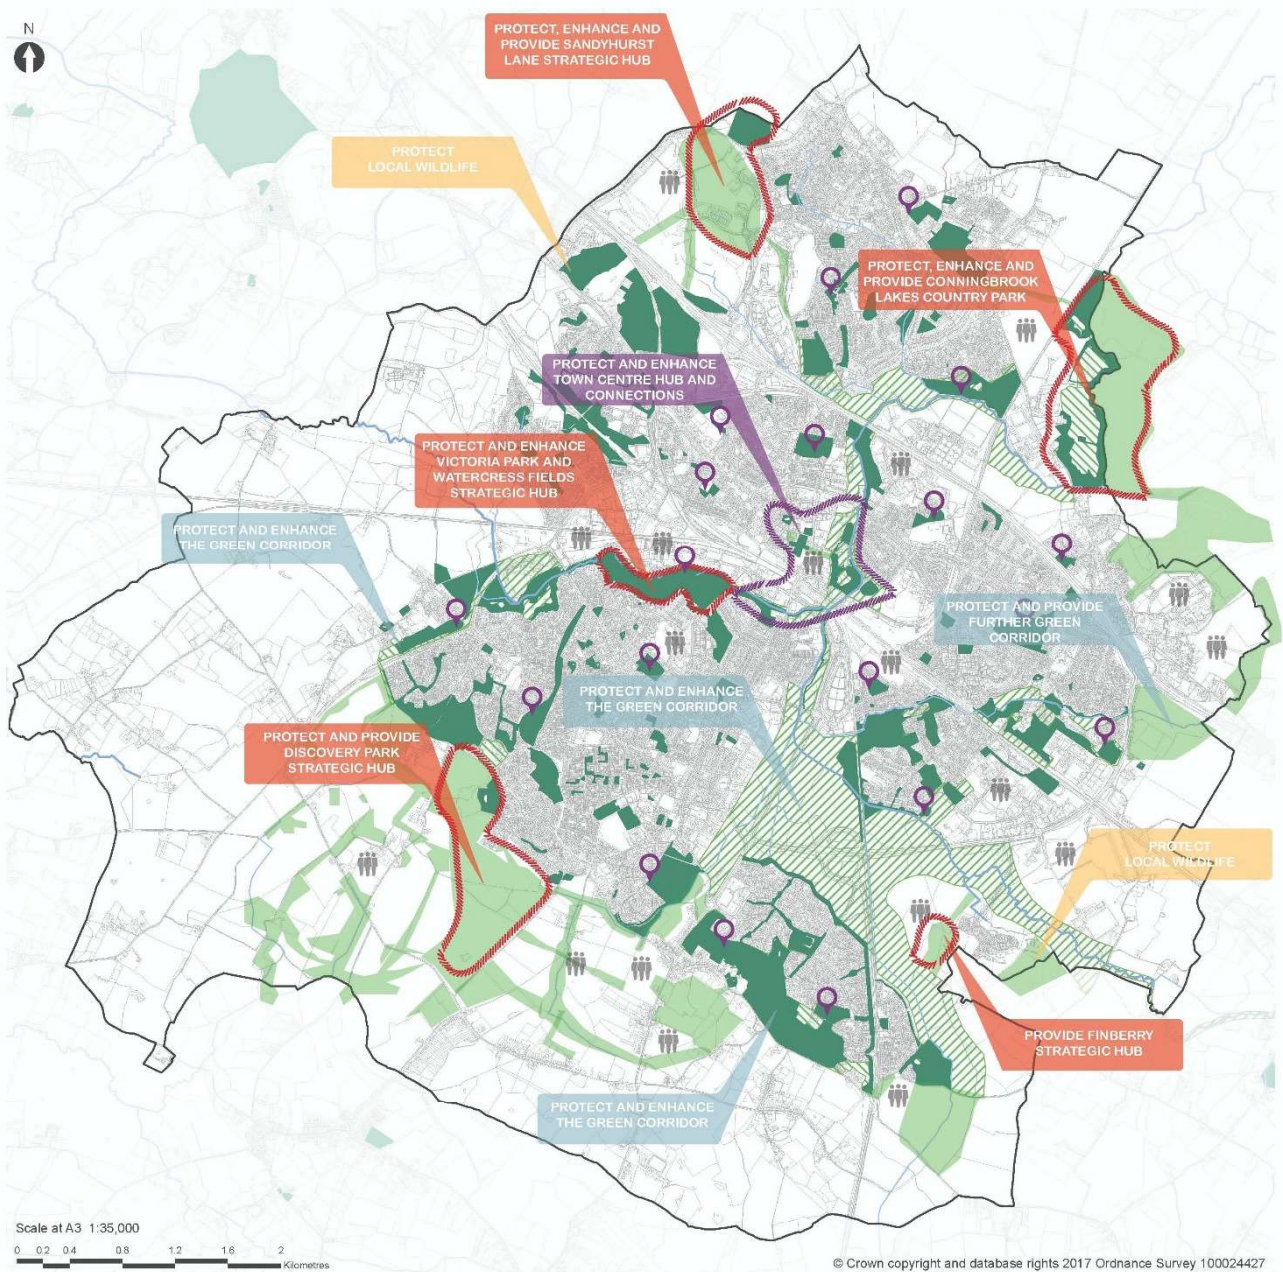 N
PROTECT, ENHANCE AND
PROVIDE SANDYHURST
LANE STRATEGIC HUB
PROTECT
LOCAL WILDLIFE
PROTECT, ENHANCE AND
PROVIDE CONNINGBROOK
LAKES COUNTRY PARK
PROTECT AND ENHANCE
TOWN CENTRE HUB AND
CONNECTIONS
PROTECT AND ENHANCE
VICTORIA PARK AND
WATERCRESS FIELDS
STRATEGIC HUB
PROTECT AND ENHANCE
THE GREEN CORRIDOR
PROTECT AND PROVIDE
FURTHER GREEN
CORRIDOR
PROTECT AND ENHANCE
THE GREEN CORRIDOR
PROTECT AND PROVIDE
DISCOVERY PARK
STRATEGIC HUB
PROTECT
LOCAL WILDLIFE
PROVIDE FINBERRY
STRATEGIC HUB
PROTECT AND ENHANCE
THE GREEN CORRIDOR
Scale at A3 1:35,000
0 0.2 0.4 0.8 1.2 1.6 2
Kilometres
© Crown copyright and database rights 2017 Ordnance Survey 100024427